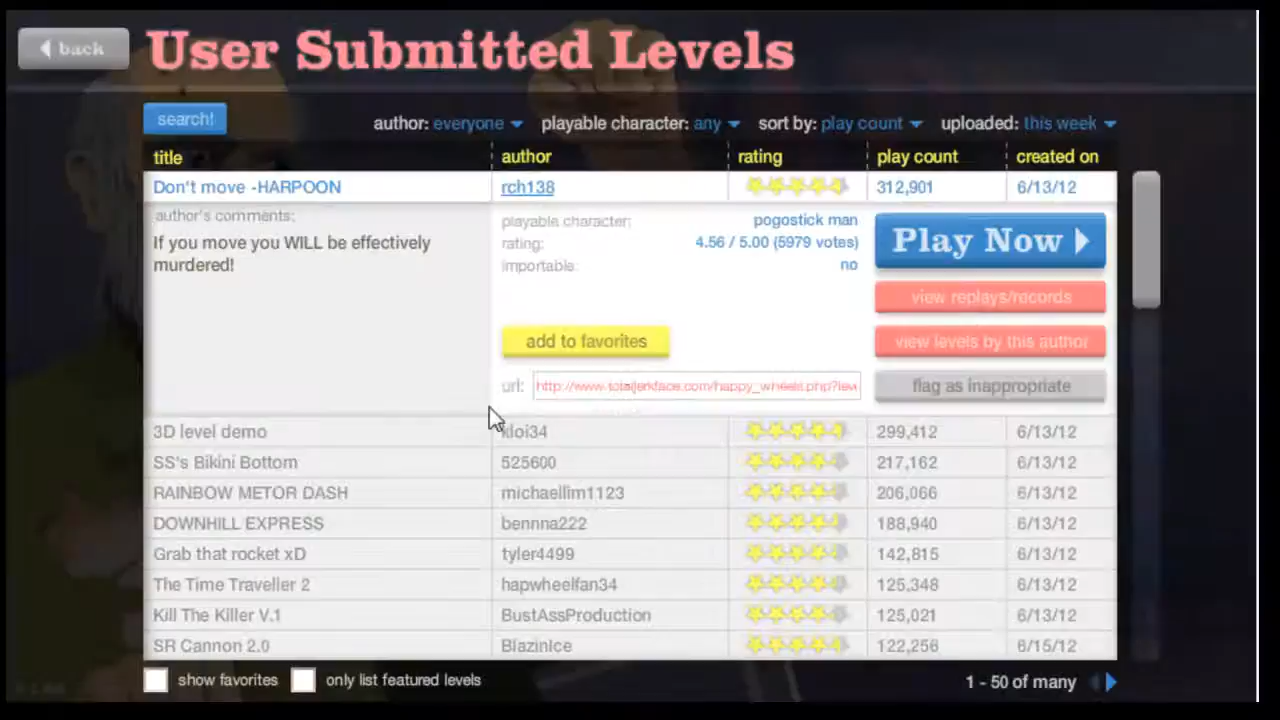 back
User Submitted Levels
search!
author: everyone playable character: any sort by: play count uploaded: this week
title author rating play count created on
Don't move -HARPOON rch138 312,901 6/13/12
author's comments:
If you move you WILL be effectively
murdered!
playable character: pogostick man
rating: 4.56 / 5.00 (5979 votes)
importable: no
add to favorites
url: http://www.totaljerkface.com/happy_wheels.php?lev
Play Now
view replays/records
view levels by this author
flag as inappropriate
3D level demo kloi34 299,412 6/13/12
SS's Bikini Bottom 525600 217,162 6/13/12
RAINBOW METOR DASH michaellim1123 206,066 6/13/12
DOWNHILL EXPRESS bennna222 188,940 6/13/12
Grab that rocket xD tyler4499 142,815 6/13/12
The Time Traveller 2 hapwheelfan34 125,348 6/13/12
Kill The Killer V.1 BustAssProduction 125,021 6/13/12
SR Cannon 2.0 BlazinIce 122,256 6/15/12
show favorites only list featured levels 1 - 50 of many